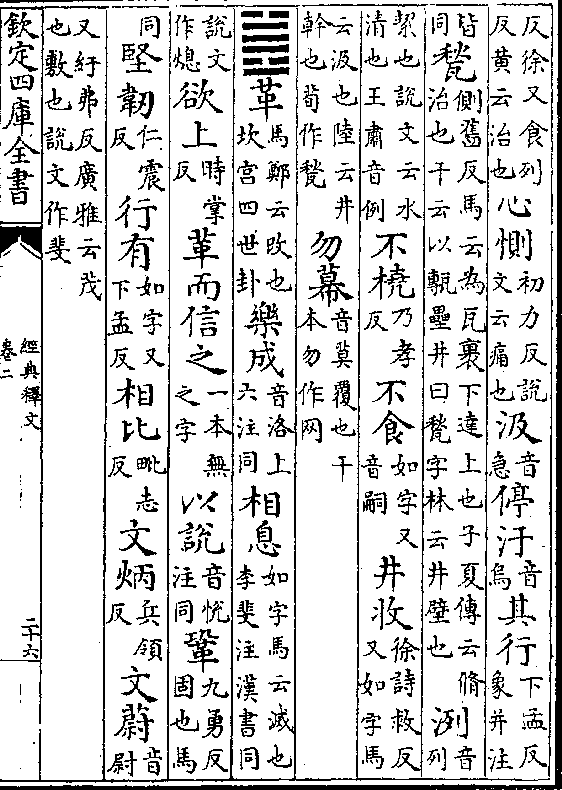 反徐又食列反黄云治也心惻初力反說文云痛也汲音急停汙音烏其行下孟反象并注
皆同甃側舊反馬云為瓦裹下達上也子夏傳云脩治也干云以甎壘井曰甃字林云井壁也洌音列
絜也說文云水清也王肅音例不橈乃孝反不食如字又音嗣井收徐詩救反又如字馬
云汲也陸云井幹也荀作甃勿幕音莫覆也干本勿作网
䷰革馬鄭云改也坎宮四世卦樂成音洛上六注同相息如字馬云滅也李斐注漢書同
說文作熄欲上時掌反革而信之一本無之字以說音悅注同鞏九勇反固也馬
同堅韌仁震反行有如字又下孟反相比毗志反文炳兵領反文蔚音尉
又紆弗反廣雅云茂也敷也說文作斐
欽定四庫全書
經典釋文
卷二
二十六